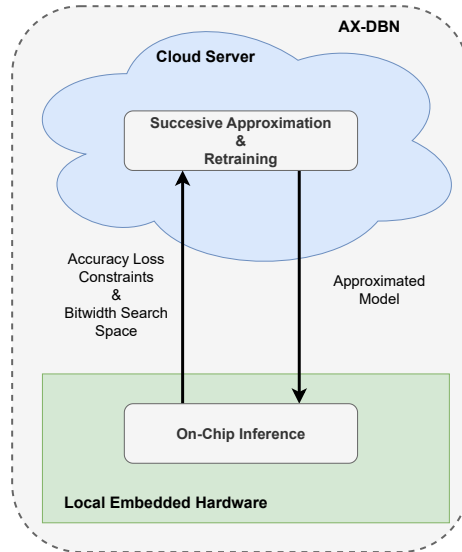 AX-DBN
Cloud Server
Succesive Approximation
&
Retraining
Accuracy Loss
Constraints
&
Bitwidth Search
Space
Approximated
Model
On-Chip Inference
Local Embedded Hardware